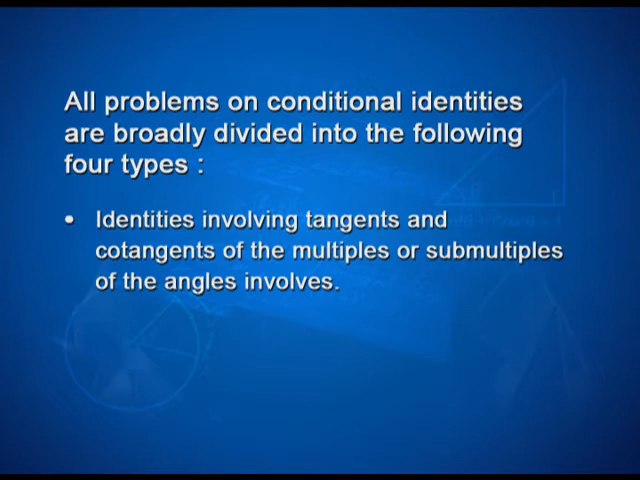 All problems on conditional identities
are broadly divided into the following
four types :
• Identities involving tangents and
cotangents of the multiples or submultiples
of the angles involves.